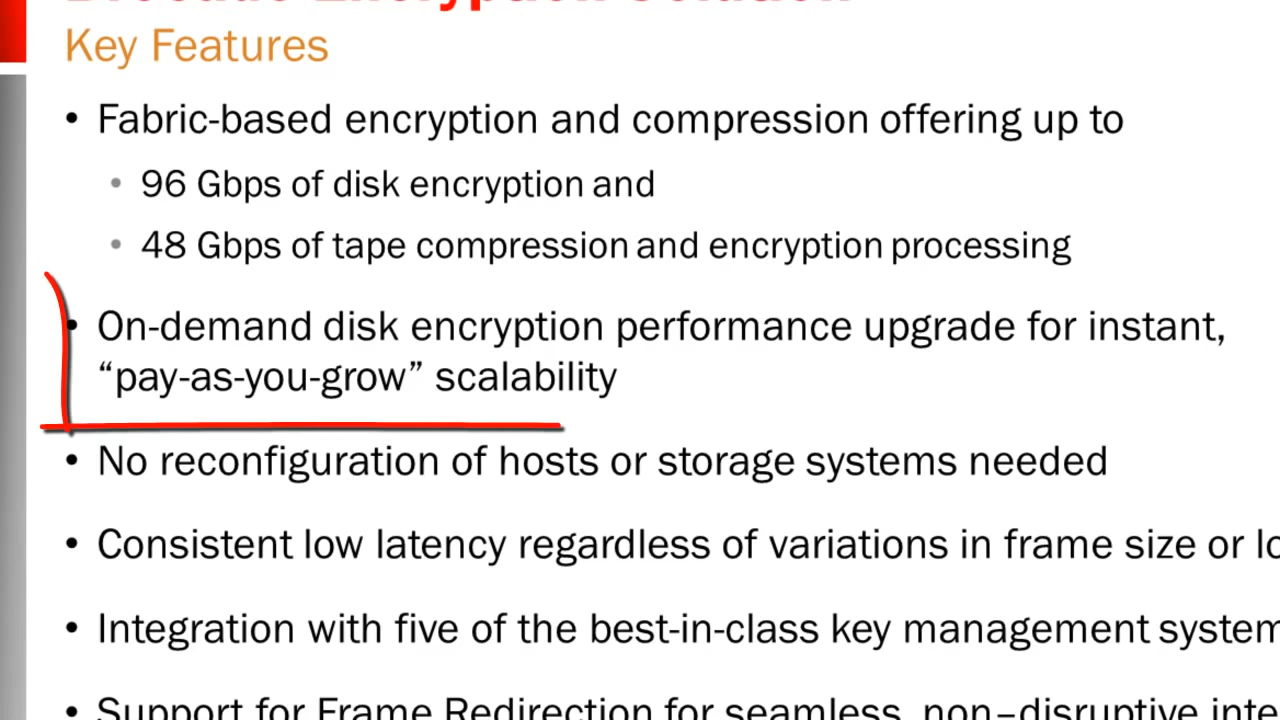 Brocade Encryption Solution
Key Features
• Fabric-based encryption and compression offering up to
• 96 Gbps of disk encryption and
• 48 Gbps of tape compression and encryption processing
• On-demand disk encryption performance upgrade for instant,
“pay-as-you-grow” scalability
• No reconfiguration of hosts or storage systems needed
• Consistent low latency regardless of variations in frame size or
• Integration with five of the best-in-class key management system
• Support for Frame Redirection for seamless, non–disruptive